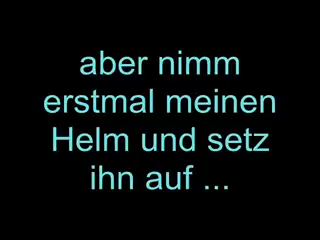 aber nimm
erstmal meinen
Helm und setz
ihn auf ...